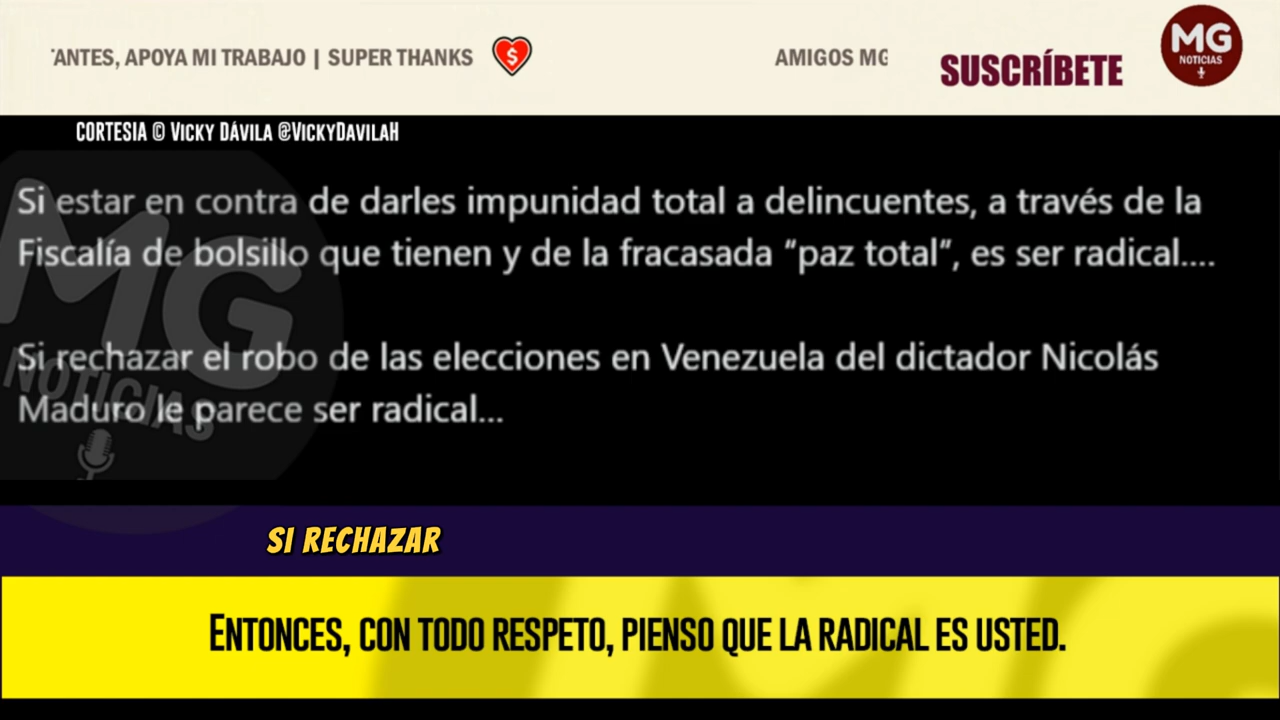 'ANTES, APOYA MI TRABAJO | SUPER THANKS
$
AMIGOS MG
SUSCRÍBETE
MG
NOTICIAS
CORTESIA © VICKY DÁVILA @VICKYDAVILAH
Si estar en contra de darles impunidad total a delincuentes, a través de la
Fiscalía de bolsillo que tienen y de la fracasada “paz total”, es ser radical....
Si rechazar el robo de las elecciones en Venezuela del dictador Nicolás
Maduro le parece ser radical...
MG
NOTICIAS
SI RECHAZAR
ENTONCES, CON TODO RESPETO, PIENSO QUE LA RADICAL ES USTED.